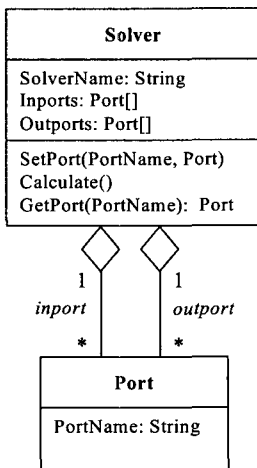 Solver
SolverName: String
Inports: Port[]
Outports: Port[]
SetPort(PortName, Port)
Calculate()
GetPort(PortName): Port
1 1
inport outport
* *
Port
PortName: String